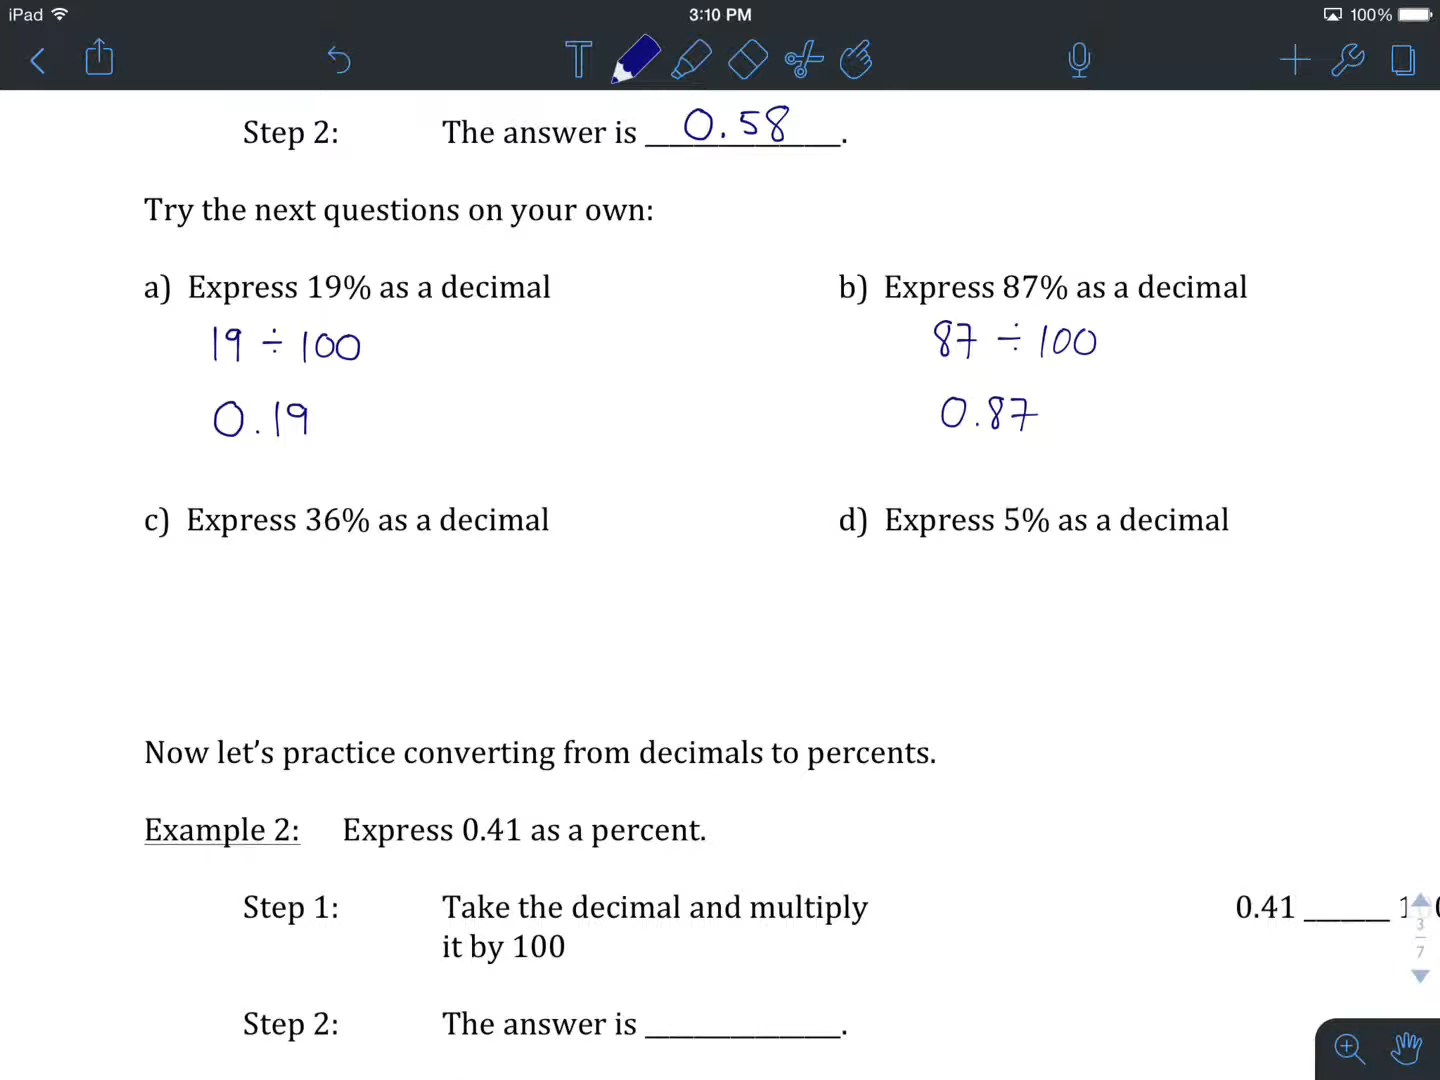 iPad 3:10 PM 100%
Step 2: The answer is 0.58.
Try the next questions on your own:
a) Express 19% as a decimal b) Express 87% as a decimal
19 ÷ 100 87 ÷ 100
0.19 0.87
c) Express 36% as a decimal d) Express 5% as a decimal
Now let's practice converting from decimals to percents.
Example 2: Express 0.41 as a percent.
Step 1: Take the decimal and multiply 0.41 ______
it by 100
3
7
Step 2: The answer is ______________.